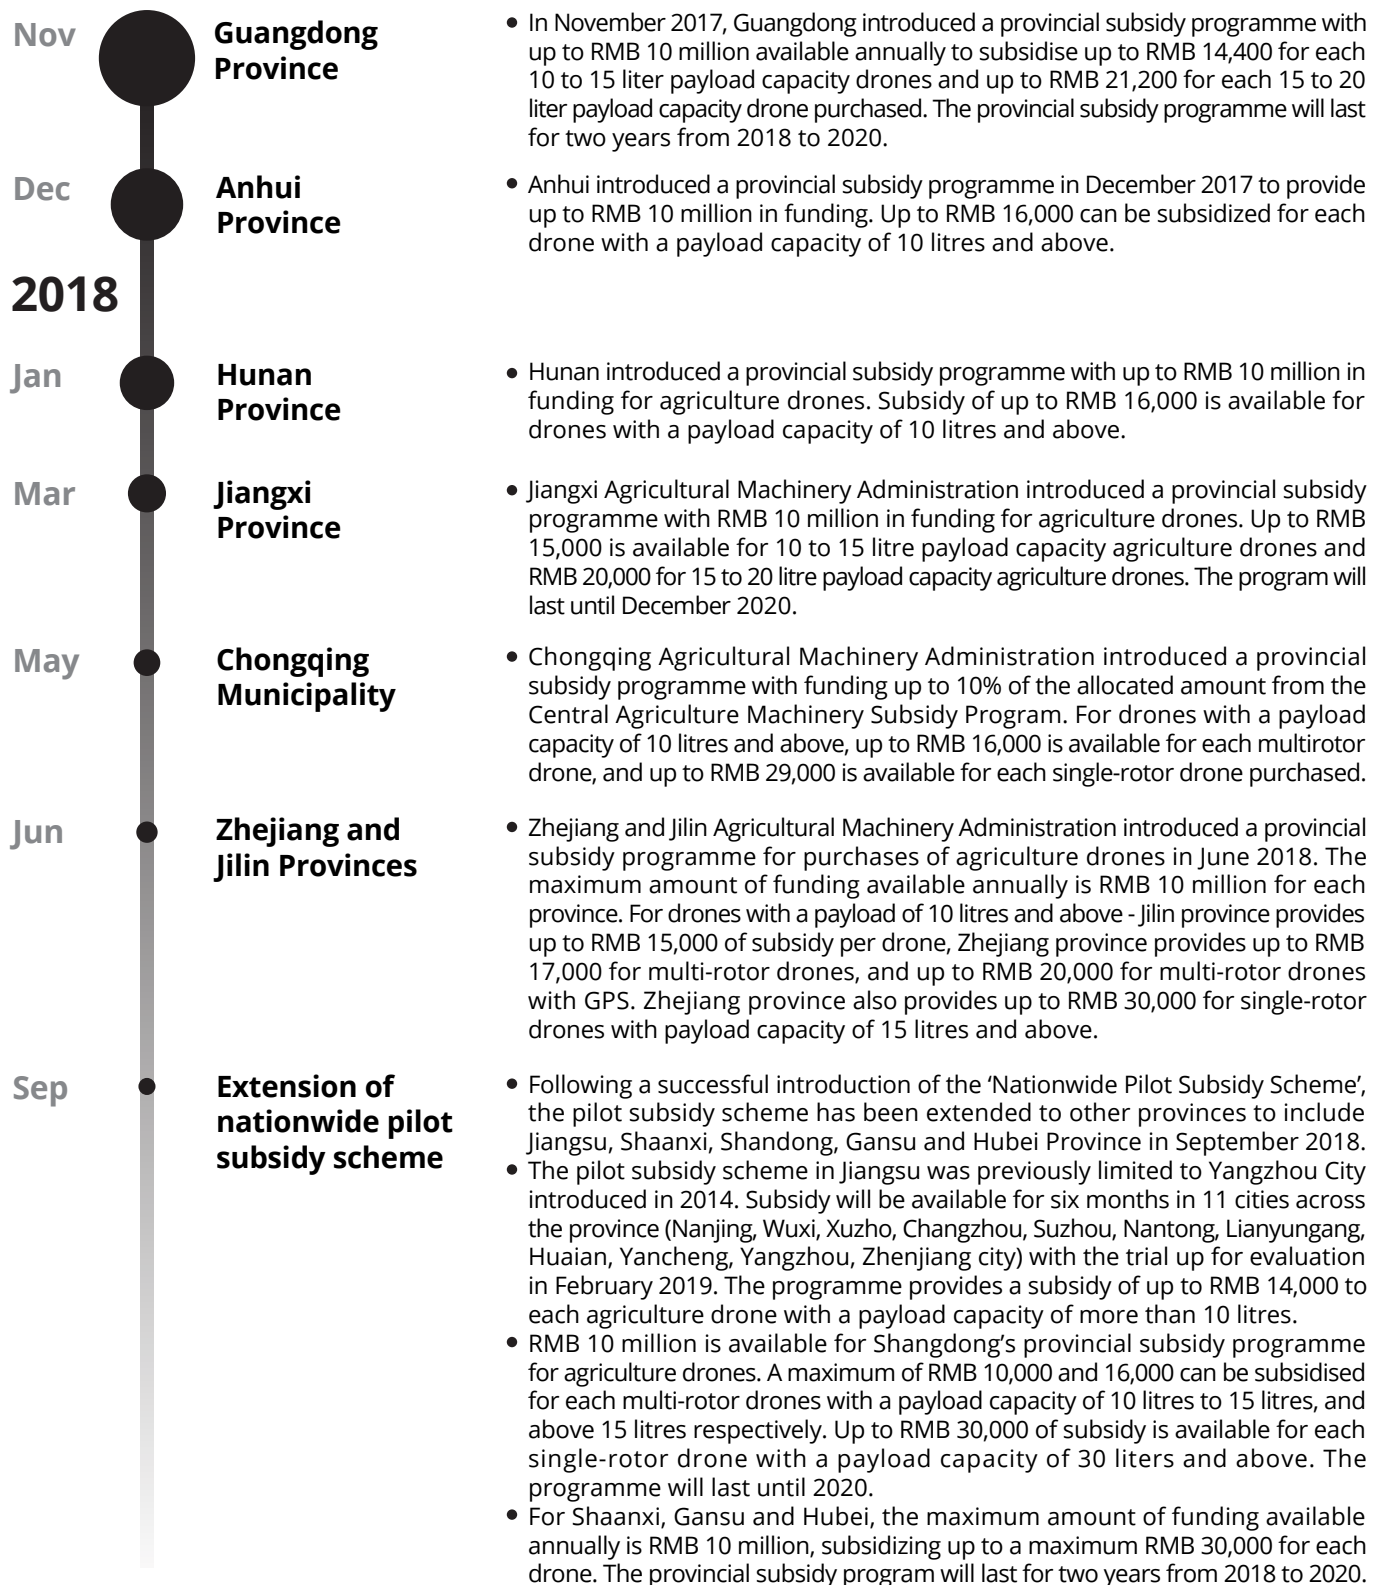 Nov
Guangdong
Province
• In November 2017, Guangdong introduced a provincial subsidy programme with
up to RMB 10 million available annually to subsidise up to RMB 14,400 for each
10 to 15 liter payload capacity drones and up to RMB 21,200 for each 15 to 20
liter payload capacity drone purchased. The provincial subsidy programme will last
for two years from 2018 to 2020.
Dec
Anhui
Province
• Anhui introduced a provincial subsidy programme in December 2017 to provide
up to RMB 10 million in funding. Up to RMB 16,000 can be subsidized for each
drone with a payload capacity of 10 litres and above.
2018
Jan
Hunan
Province
• Hunan introduced a provincial subsidy programme with up to RMB 10 million in
funding for agriculture drones. Subsidy of up to RMB 16,000 is available for
drones with a payload capacity of 10 litres and above.
Mar
Jiangxi
Province
• Jiangxi Agricultural Machinery Administration introduced a provincial subsidy
programme with RMB 10 million in funding for agriculture drones. Up to RMB
15,000 is available for 10 to 15 litre payload capacity agriculture drones and
RMB 20,000 for 15 to 20 litre payload capacity agriculture drones. The program will
last until December 2020.
May
Chongqing
Municipality
• Chongqing Agricultural Machinery Administration introduced a provincial
subsidy programme with funding up to 10% of the allocated amount from the
Central Agriculture Machinery Subsidy Program. For drones with a payload
capacity of 10 litres and above, up to RMB 16,000 is available for each multirotor
drone, and up to RMB 29,000 is available for each single-rotor drone purchased.
Jun
Zhejiang and
Jilin Provinces
• Zhejiang and Jilin Agricultural Machinery Administration introduced a provincial
subsidy programme for purchases of agriculture drones in June 2018. The
maximum amount of funding available annually is RMB 10 million for each
province. For drones with a payload of 10 litres and above - Jilin province provides
up to RMB 15,000 of subsidy per drone, Zhejiang province provides up to RMB
17,000 for multi-rotor drones, and up to RMB 20,000 for multi-rotor drones
with GPS. Zhejiang province also provides up to RMB 30,000 for single-rotor
drones with payload capacity of 15 litres and above.
Sep
Extension of
nationwide pilot
subsidy scheme
• Following a successful introduction of the ‘Nationwide Pilot Subsidy Scheme’,
the pilot subsidy scheme has been extended to other provinces to include
Jiangsu, Shaanxi, Shandong, Gansu and Hubei Province in September 2018.
• The pilot subsidy scheme in Jiangsu was previously limited to Yangzhou City
introduced in 2014. Subsidy will be available for six months in 11 cities across
the province (Nanjing, Wuxi, Xuzho, Changzhou, Suzhou, Nantong, Lianyungang,
Huaian, Yancheng, Yangzhou, Zhenjiang city) with the trial up for evaluation
in February 2019. The programme provides a subsidy of up to RMB 14,000 to
each agriculture drone with a payload capacity of more than 10 litres.
• RMB 10 million is available for Shangdong’s provincial subsidy programme
for agriculture drones. A maximum of RMB 10,000 and 16,000 can be subsidised
for each multi-rotor drones with a payload capacity of 10 litres to 15 litres, and
above 15 litres respectively. Up to RMB 30,000 of subsidy is available for each
single-rotor drone with a payload capacity of 30 liters and above. The
programme will last until 2020.
• For Shaanxi, Gansu and Hubei, the maximum amount of funding available
annually is RMB 10 million, subsidizing up to a maximum RMB 30,000 for each
drone. The provincial subsidy program will last for two years from 2018 to 2020.